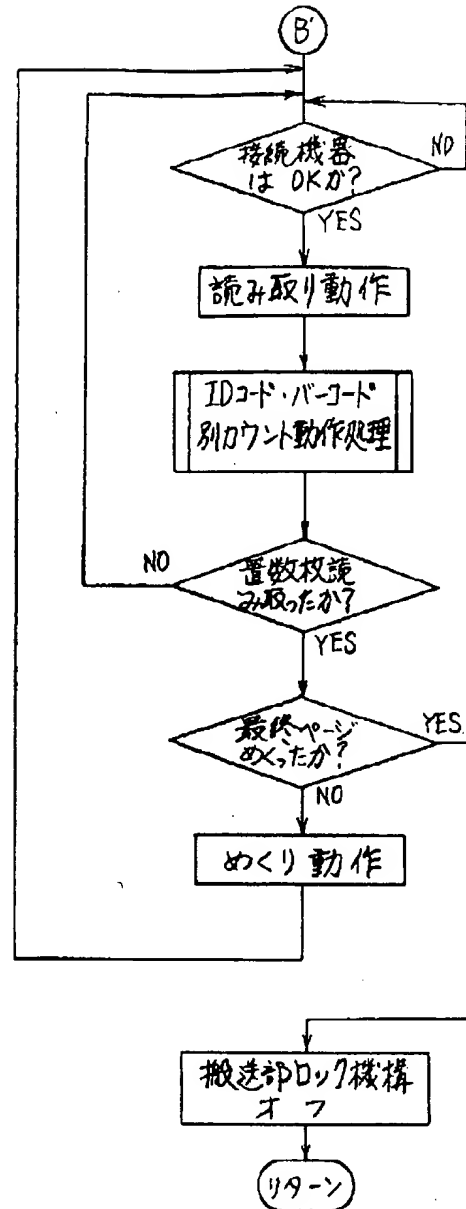 B'
接続機器
は OKか?
NO
YES
読み取り動作
IDコード・バーコード
別カウント動作処理
NO
置数枚読
み取ったか?
YES
最終ページ
めくったか?
YES
NO
めくり動作
搬送部ロック機構
オフ
リターン